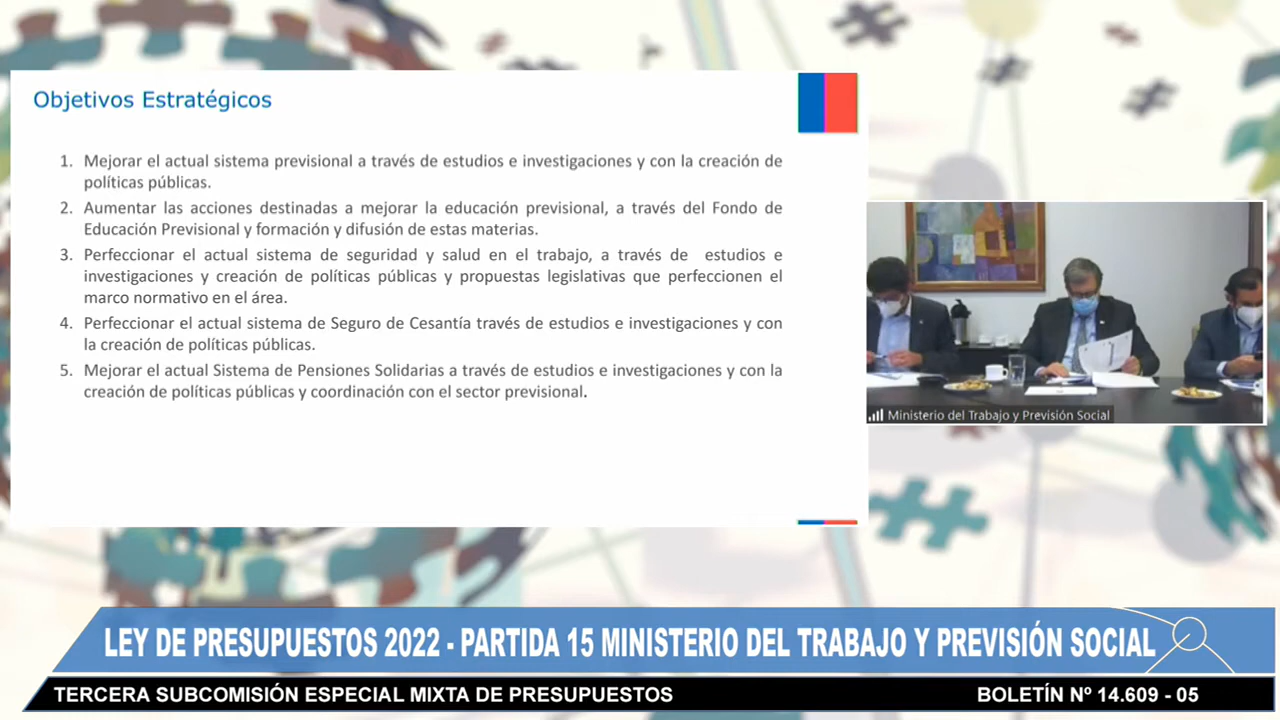 Objetivos Estratégicos
1. Mejorar el actual sistema previsional a través de estudios e investigaciones y con la creación de
políticas públicas.
2. Aumentar las acciones destinadas a mejorar la educación previsional, a través del Fondo de
Educación Previsional y formación y difusión de estas materias.
3. Perfeccionar el actual sistema de seguridad y salud en el trabajo, a través de estudios e
investigaciones y creación de políticas públicas y propuestas legislativas que perfeccionen el
marco normativo en el área.
4. Perfeccionar el actual sistema de Seguro de Cesantía través de estudios e investigaciones y con
la creación de políticas públicas.
5. Mejorar el actual Sistema de Pensiones Solidarias a través de estudios e investigaciones y con la
creación de políticas públicas y coordinación con el sector previsional.
Ministerio del Trabajo y Previsión Social
LEY DE PRESUPUESTOS 2022 - PARTIDA 15 MINISTERIO DEL TRABAJO Y PREVISIÓN SOCIAL
TERCERA SUBCOMISIÓN ESPECIAL MIXTA DE PRESUPUESTOS
BOLETÍN Nº 14.609 - 05